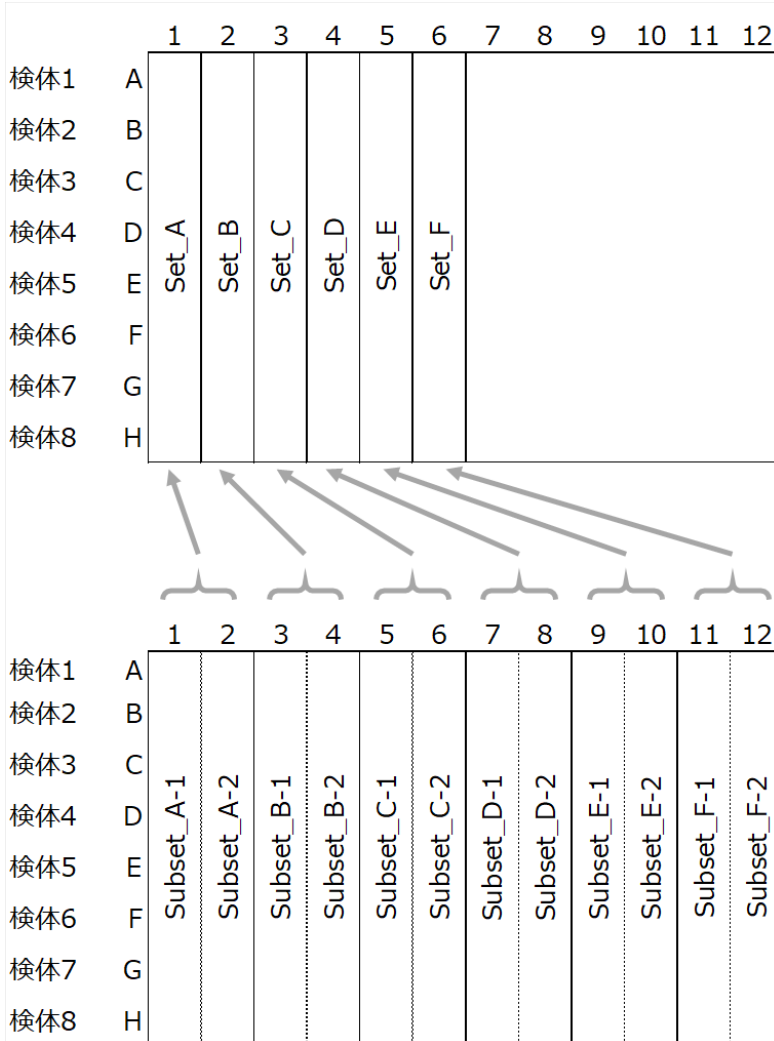 1 2 3 4 5 6 7 8 9 10 11 12
検体1 A
検体2 B
検体3 C
検体4 D
検体5 E
検体6 F
検体7 G
検体8 H
Set_A
Set_B
Set_C
Set_D
Set_E
Set_F
1 2 3 4 5 6 7 8 9 10 11 12
検体1 A
検体2 B
検体3 C
検体4 D
検体5 E
検体6 F
検体7 G
検体8 H
Subset_A-1
Subset_A-2
Subset_B-1
Subset_B-2
Subset_C-1
Subset_C-2
Subset_D-1
Subset_D-2
Subset_E-1
Subset_E-2
Subset_F-1
Subset_F-2